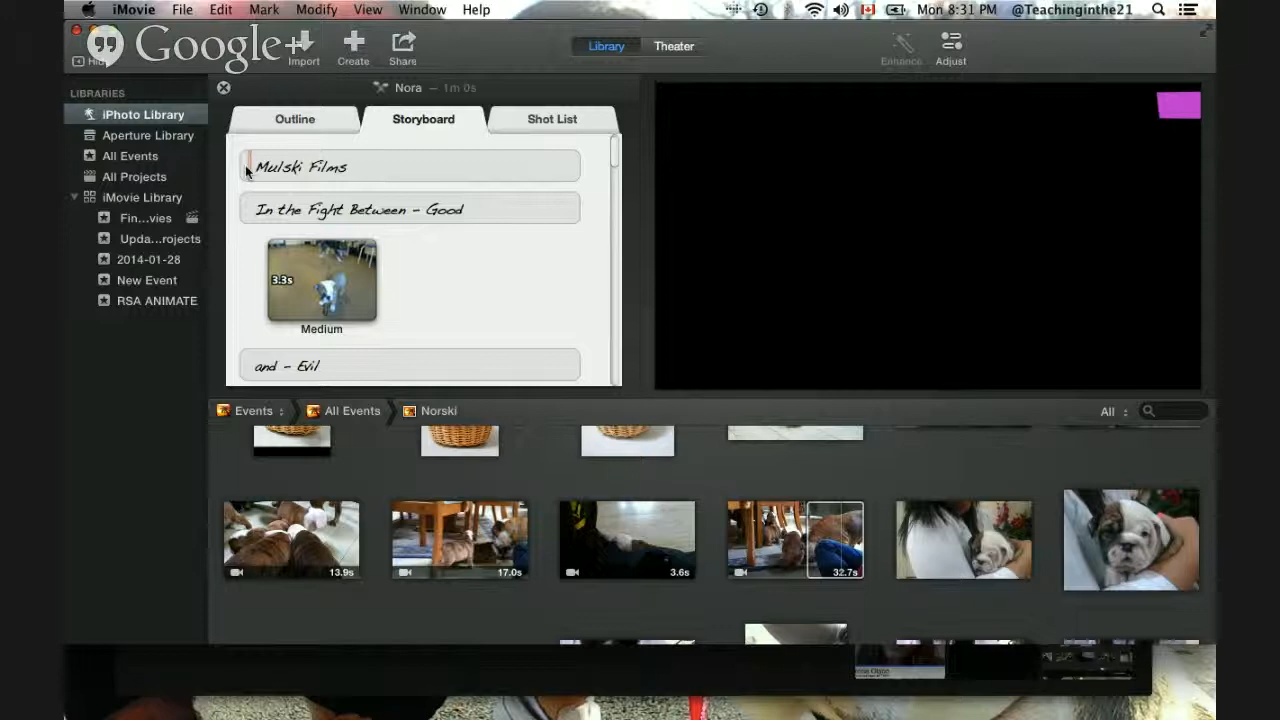 iMovie File Edit Mark Modify View Window Help Mon 8:31 PM @Teachinginthe21
Google+
Import Create Share Library Theater Enhance Adjust
LIBRARIES
Nora – 1m 0s
iPhoto Library
Aperture Library
All Events
All Projects
iMovie Library
Fin...vies
Upda...rojects
2014-01-28
New Event
RSA ANIMATE
Outline Storyboard Shot List
Mulski Films
In the Fight Between - Good
3.3s
Medium
and - Evil
Events All Events Norski All
13.9s 17.0s 3.6s 32.7s